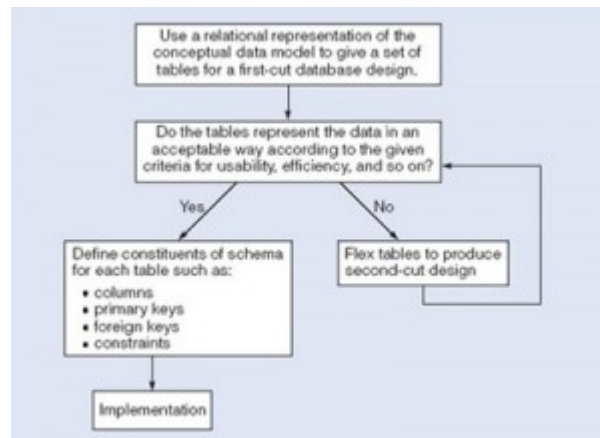 Use a relational representation of the
conceptual data model to give a set of
tables for a first-cut database design.
Do the tables represent the data in an
acceptable way according to the given
criteria for usability, efficiency, and so on?
Yes
No
Define constituents of schema
for each table such as:
• columns
• primary keys
• foreign keys
• constraints
Flex tables to produce
second-cut design
Implementation